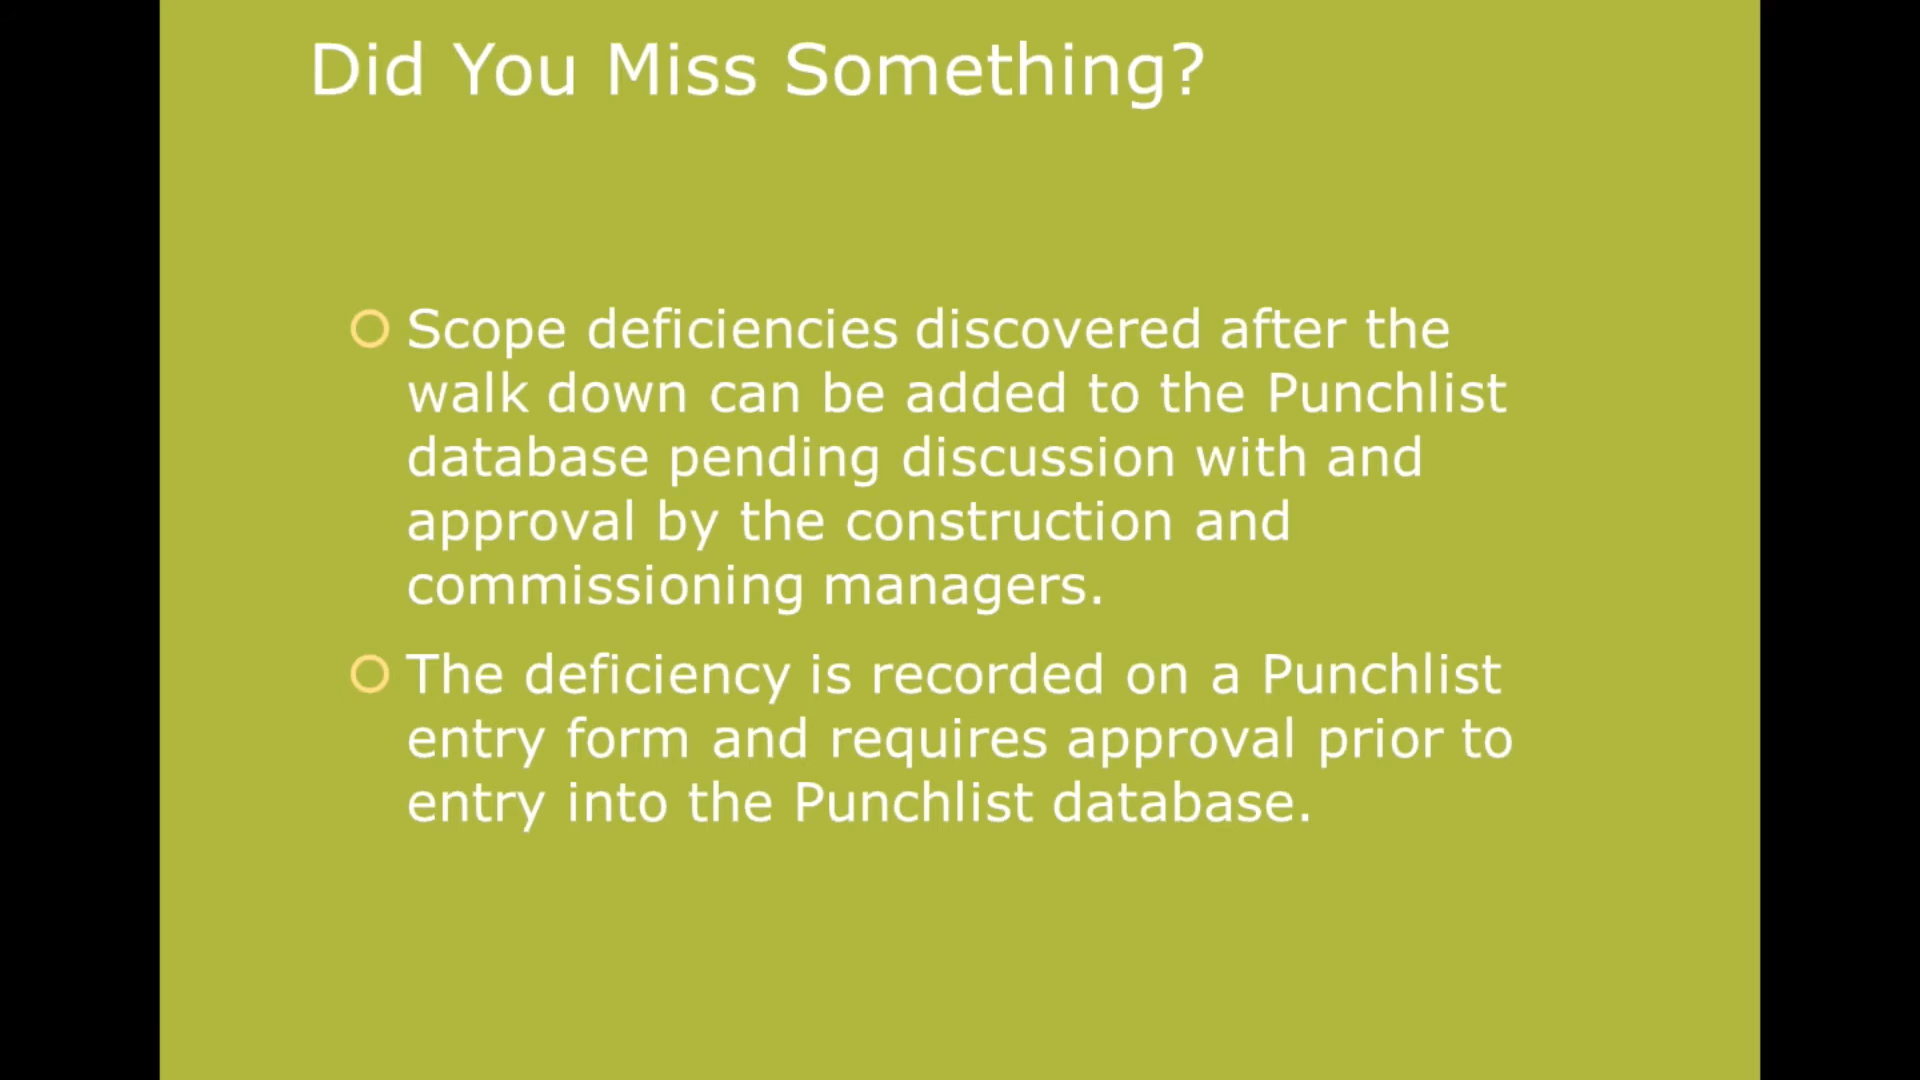 Did You Miss Something?
Scope deficiencies discovered after the
walk down can be added to the Punchlist
database pending discussion with and
approval by the construction and
commissioning managers.
The deficiency is recorded on a Punchlist
entry form and requires approval prior to
entry into the Punchlist database.